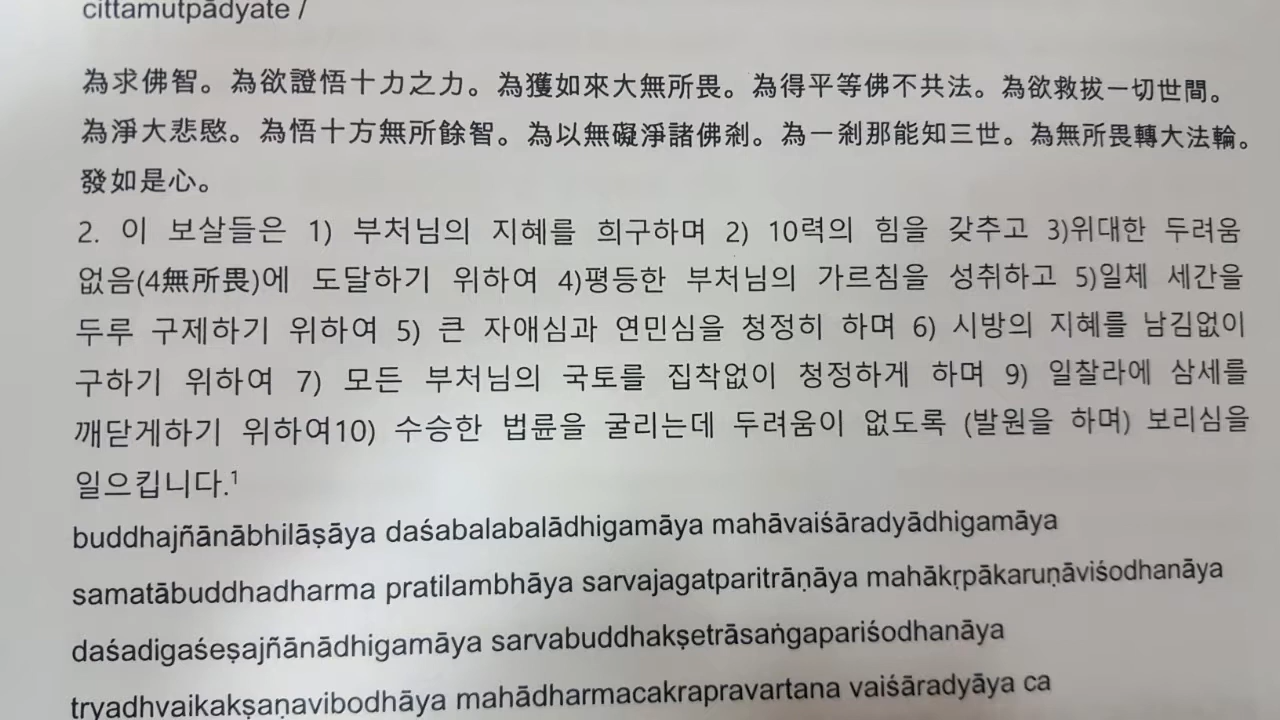 cittamutpādyate /
為求佛智。為欲證悟十力之力。為獲如來大無所畏。為得平等佛不共法。為欲救拔一切世間。
為淨大悲愍。為悟十方無所餘智。為以無礙淨諸佛剎。為一剎那能知三世。為無所畏轉大法輪。
發如是心。
2. 이 보살들은 1) 부처님의 지혜를 희구하며 2) 10력의 힘을 갖추고 3)위대한 두려움
없음(4無所畏)에 도달하기 위하여 4)평등한 부처님의 가르침을 성취하고 5)일체 세간을
두루 구제하기 위하여 5) 큰 자애심과 연민심을 청정히 하며 6) 시방의 지혜를 남김없이
구하기 위하여 7) 모든 부처님의 국토를 집착없이 청정하게 하며 9) 일찰라에 삼세를
깨닫게하기 위하여10) 수승한 법륜을 굴리는데 두려움이 없도록 (발원을 하며) 보리심을
일으킵니다.¹
buddhajñānābhilāṣāya daśabalabalādhigamāya mahāvaiśāradyādhigamāya
samatābuddhadharma pratilambhāya sarvajagatparitrāṇāya mahākṛpākaruṇāviśodhanāya
daśadigaśeṣajñānādhigamāya sarvabuddhakṣetrāsaṅgapariśodhanāya
tryadhvaikakṣaṇavibodhāya mahādharmacakrapravartana vaiśāradyāya ca